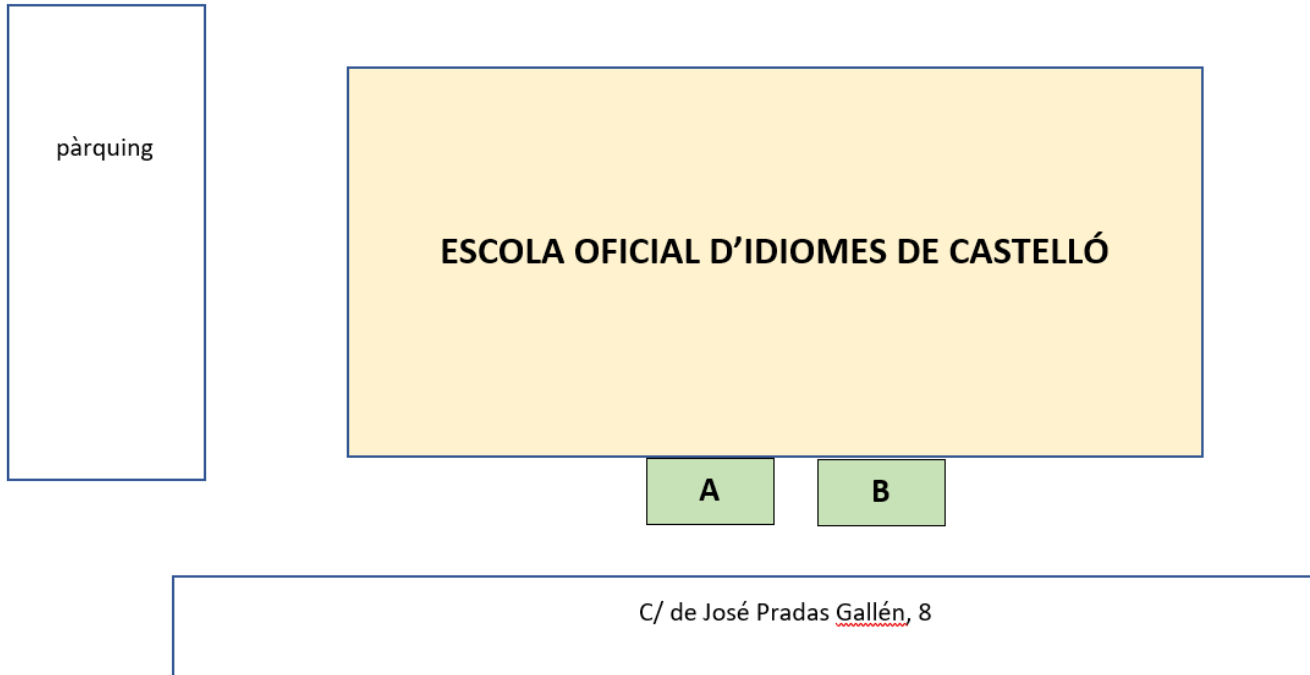 pàrquing
ESCOLA OFICIAL D’IDIOMES DE CASTELLÓ
A
B
C/ de José Pradas Gallén, 8